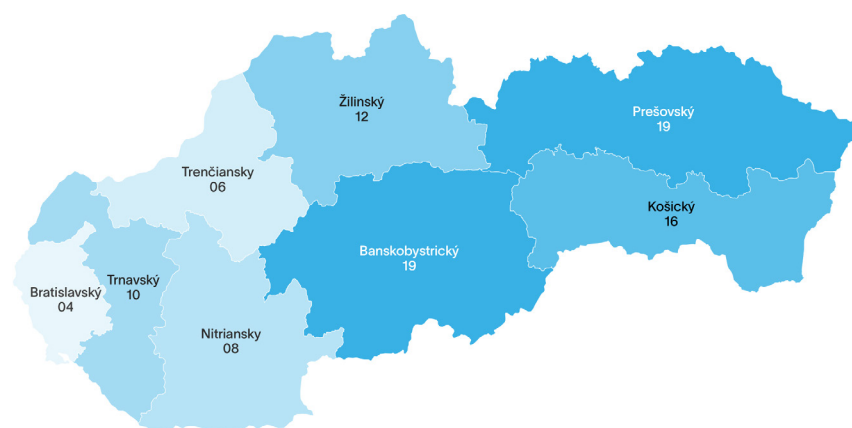 Žilinský
12
Prešovský
19
Trenčiansky
06
Košický
16
Banskobystrický
19
Trnavský
10
Bratislavský
04
Nitriansky
08